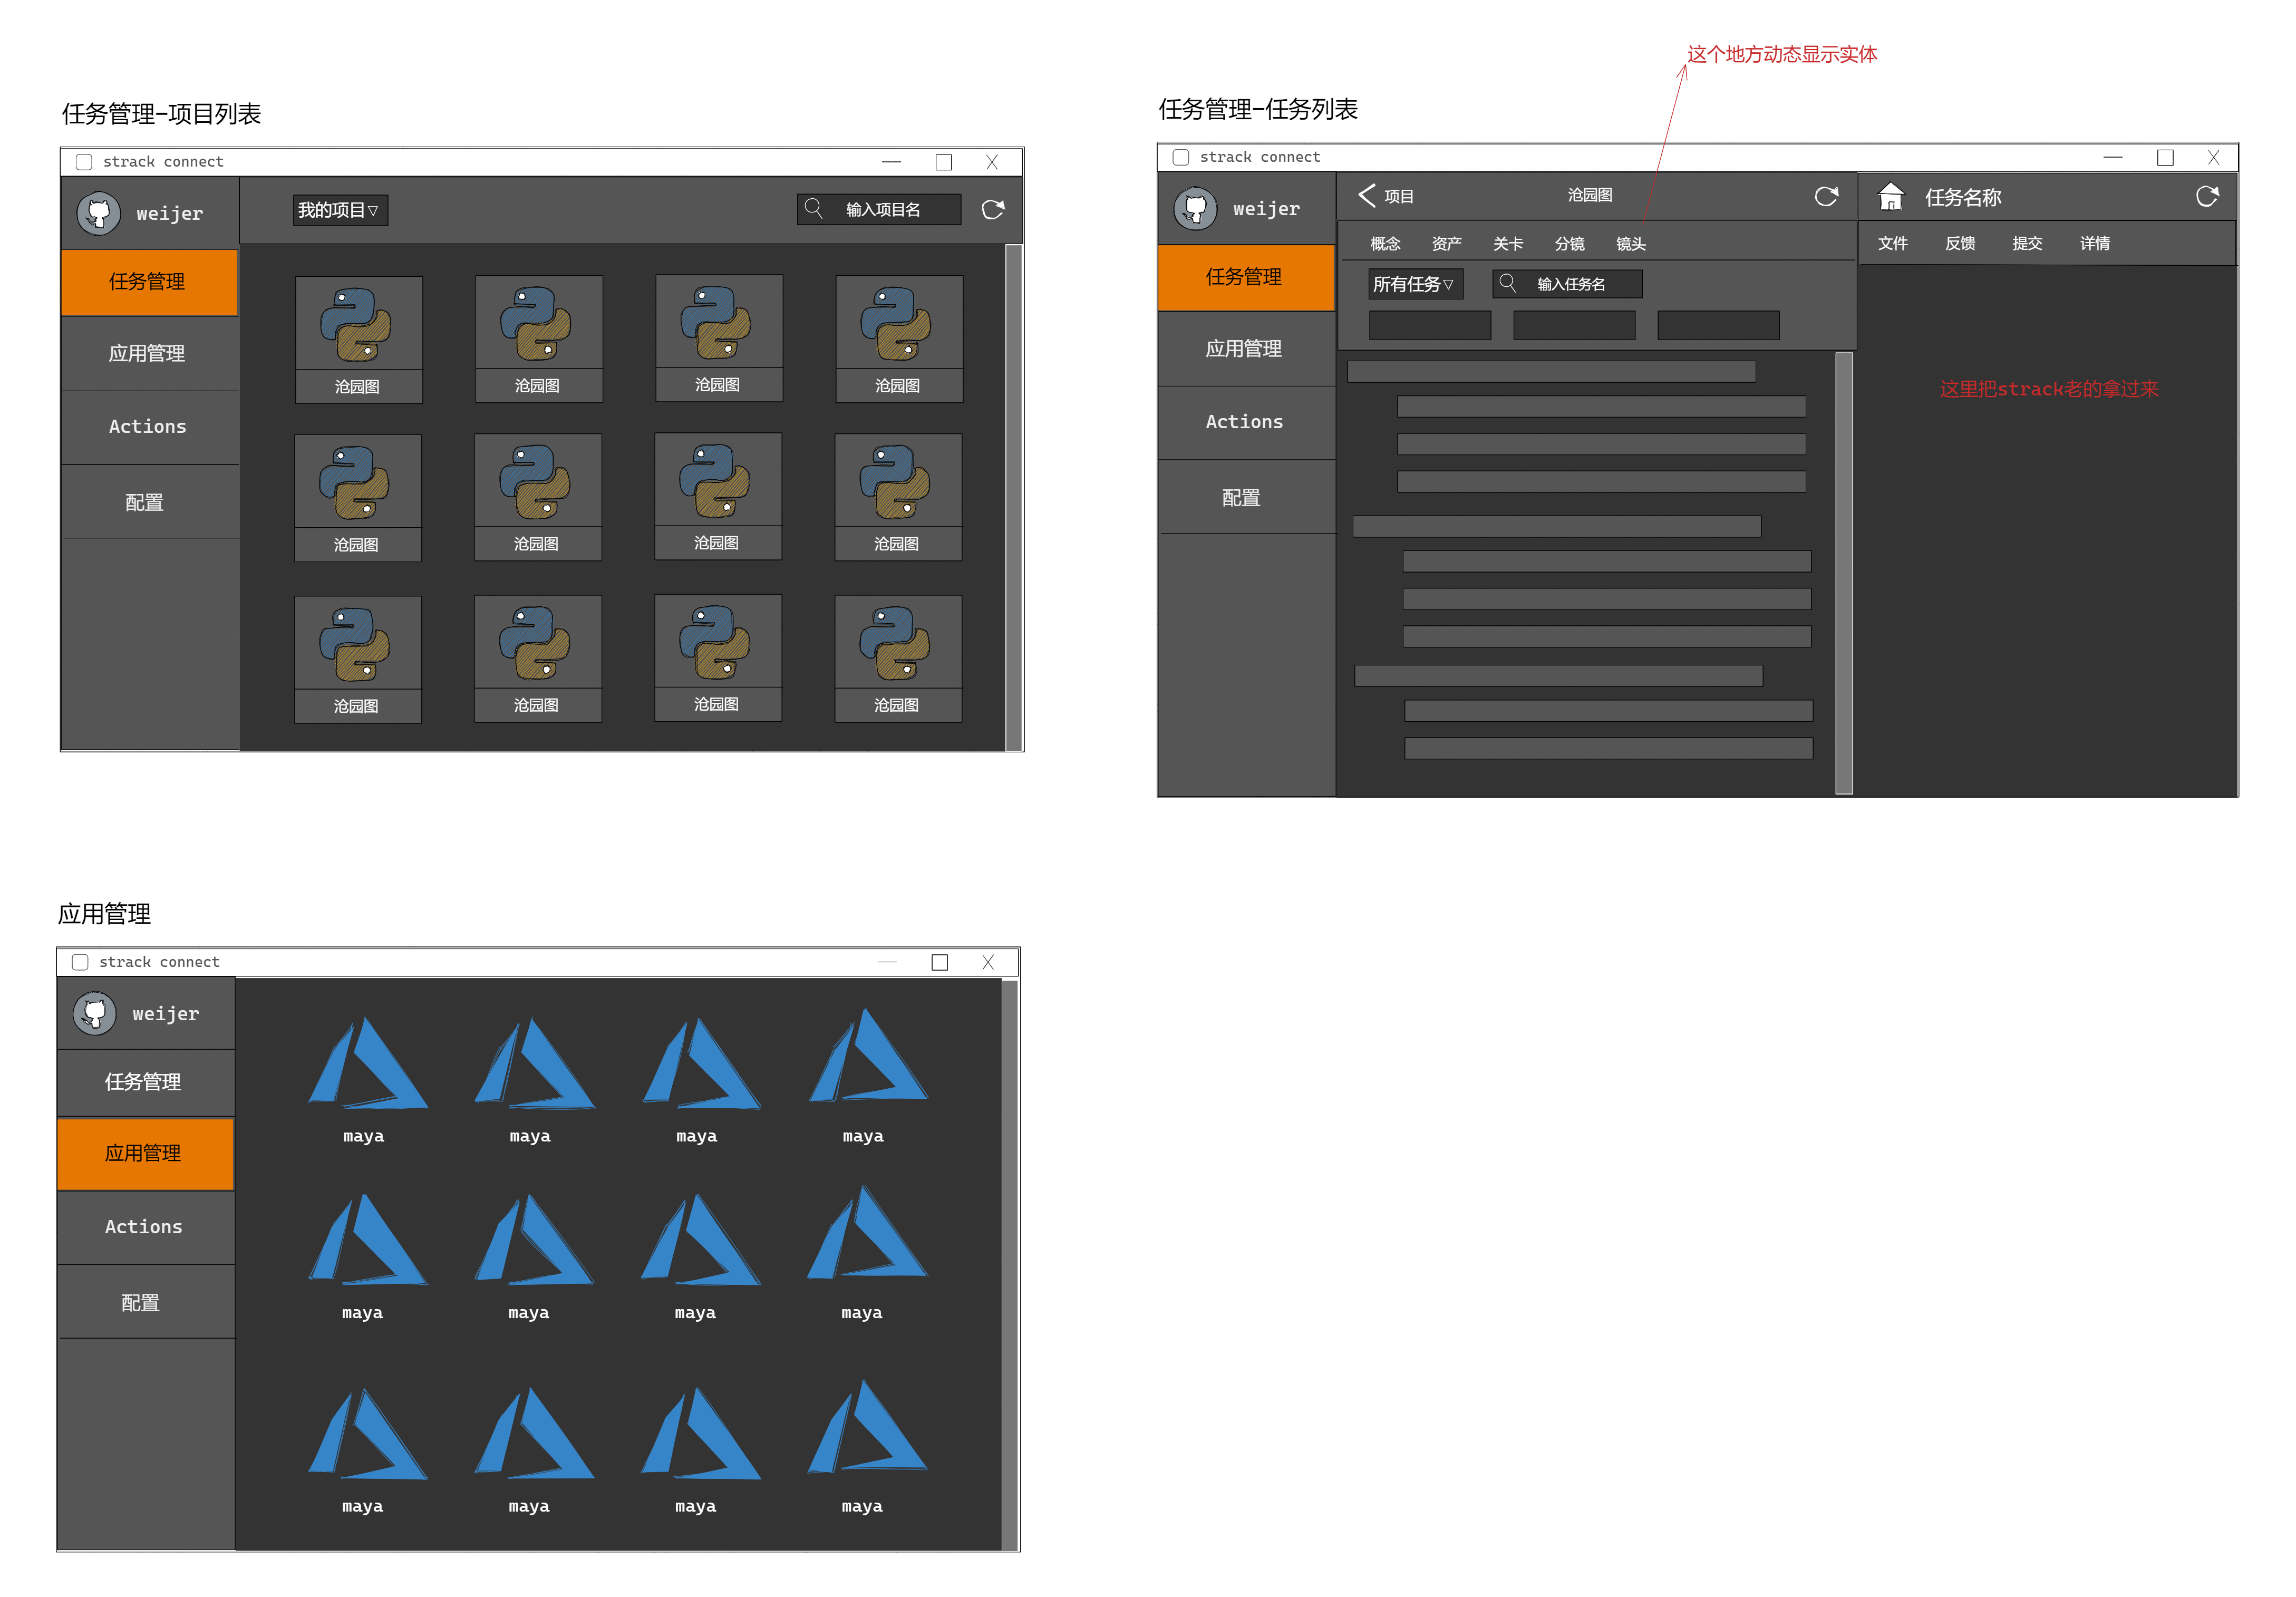 任务管理-项目列表
strack connect
weijer
我的项目
输入项目名
任务管理
应用管理
Actions
配置
沧园图
沧园图
沧园图
沧园图
沧园图
沧园图
沧园图
沧园图
沧园图
沧园图
沧园图
沧园图
这个地方动态显示实体
任务管理-任务列表
strack connect
weijer
任务管理
应用管理
Actions
配置
项目
沧园图
概念 资产 关卡 分镜 镜头
所有任务
输入任务名
任务名称
文件 反馈 提交 详情
这里把strack老的拿过来
应用管理
strack connect
weijer
任务管理
应用管理
Actions
配置
maya
maya
maya
maya
maya
maya
maya
maya
maya
maya
maya
maya